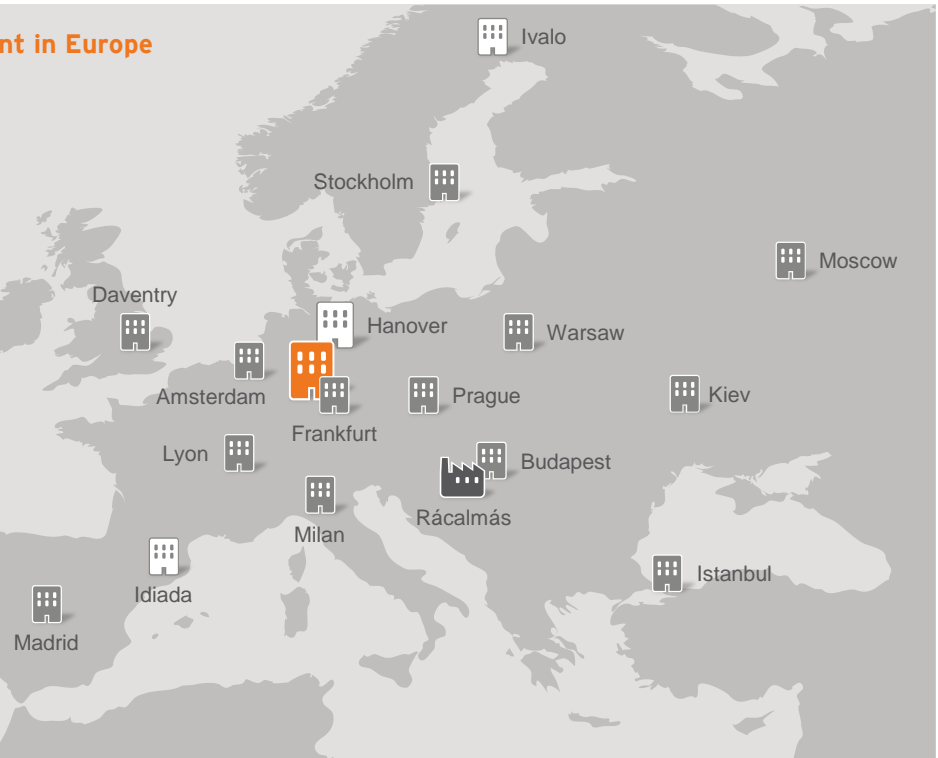 nt in Europe
Ivalo
Stockholm
Moscow
Daventry
Hanover
Warsaw
Amsterdam
Prague
Kiev
Frankfurt
Lyon
Budapest
Rácalmás
Milan
Istanbul
Idiada
Madrid